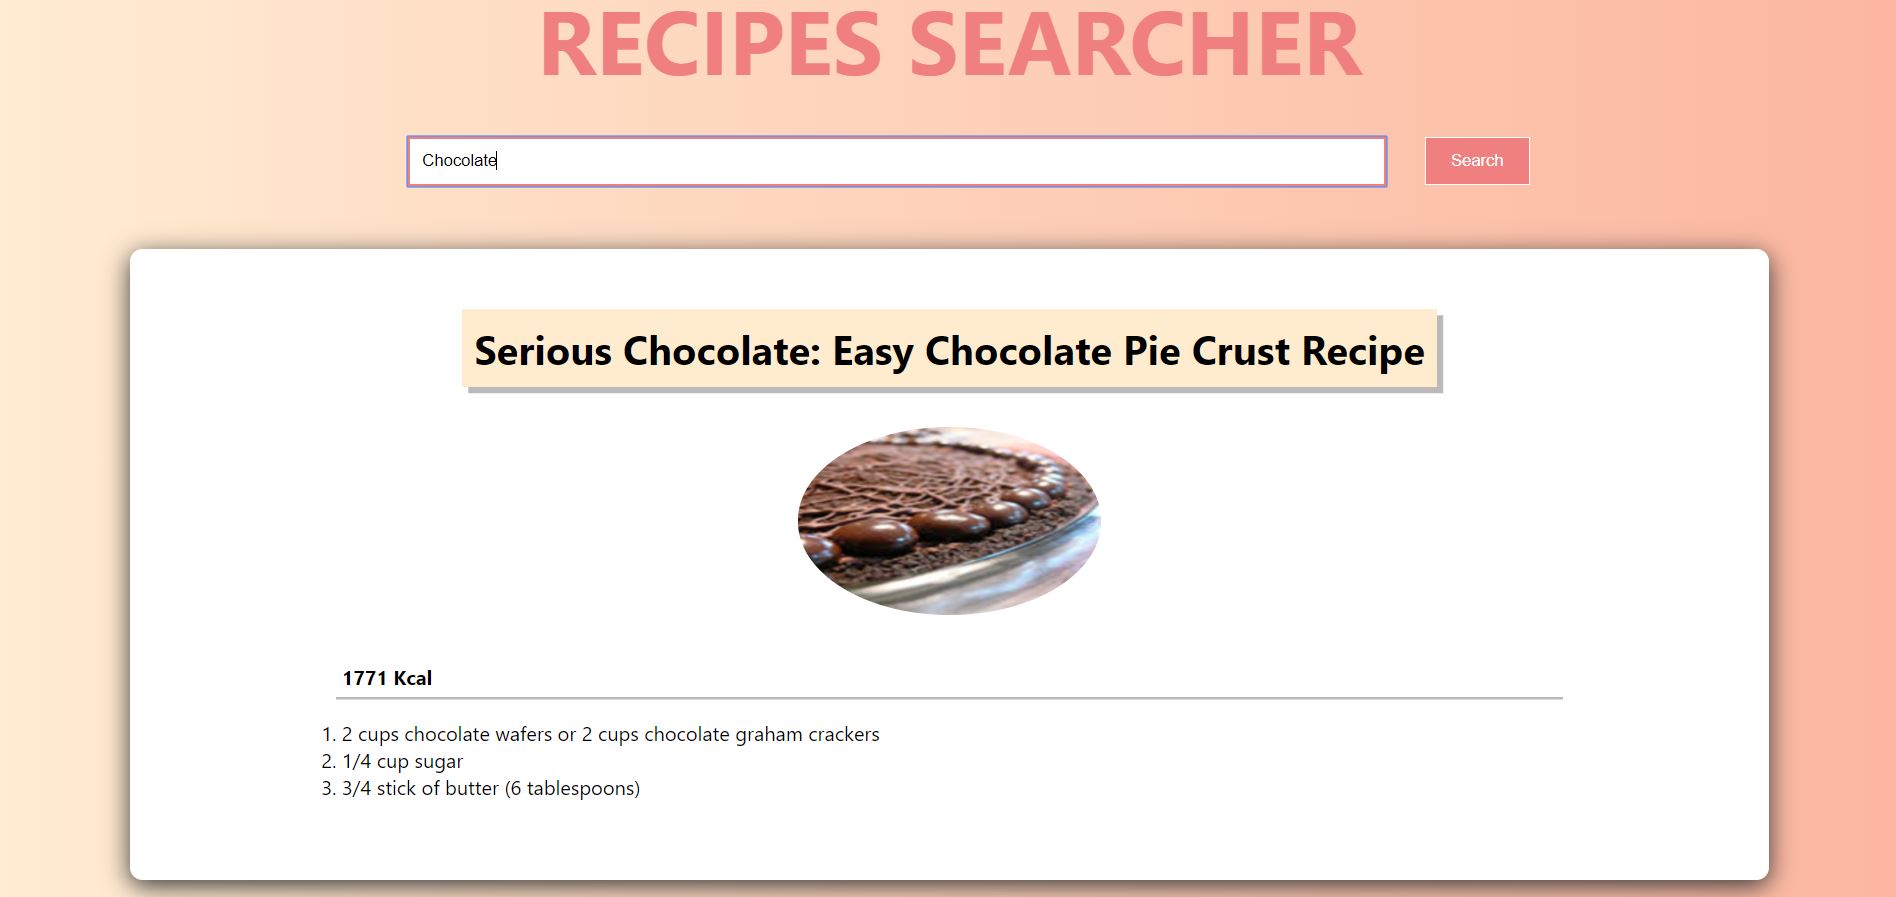 RECIPES SEARCHER
Chocolate
Search
Serious Chocolate: Easy Chocolate Pie Crust Recipe
1771 Kcal
1. 2 cups chocolate wafers or 2 cups chocolate graham crackers
2. 1/4 cup sugar
3. 3/4 stick of butter (6 tablespoons)